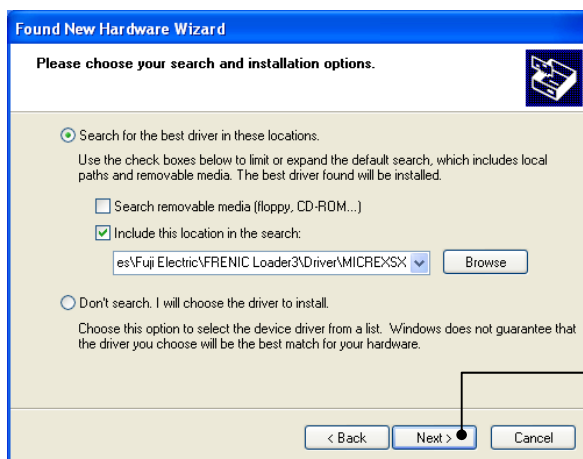 Found New Hardware Wizard
Please choose your search and installation options.
Search for the best driver in these locations.
Use the check boxes below to limit or expand the default search, which includes local
paths and removable media. The best driver found will be installed.
Search removable media (floppy, CD-ROM...)
Include this location in the search:
es\Fuji Electric\FRENIC Loader3\Driver\MICREXSX
Browse
Don't search. I will choose the driver to install.
Choose this option to select the device driver from a list. Windows does not guarantee that
the driver you choose will be the best match for your hardware.
< Back Next > Cancel